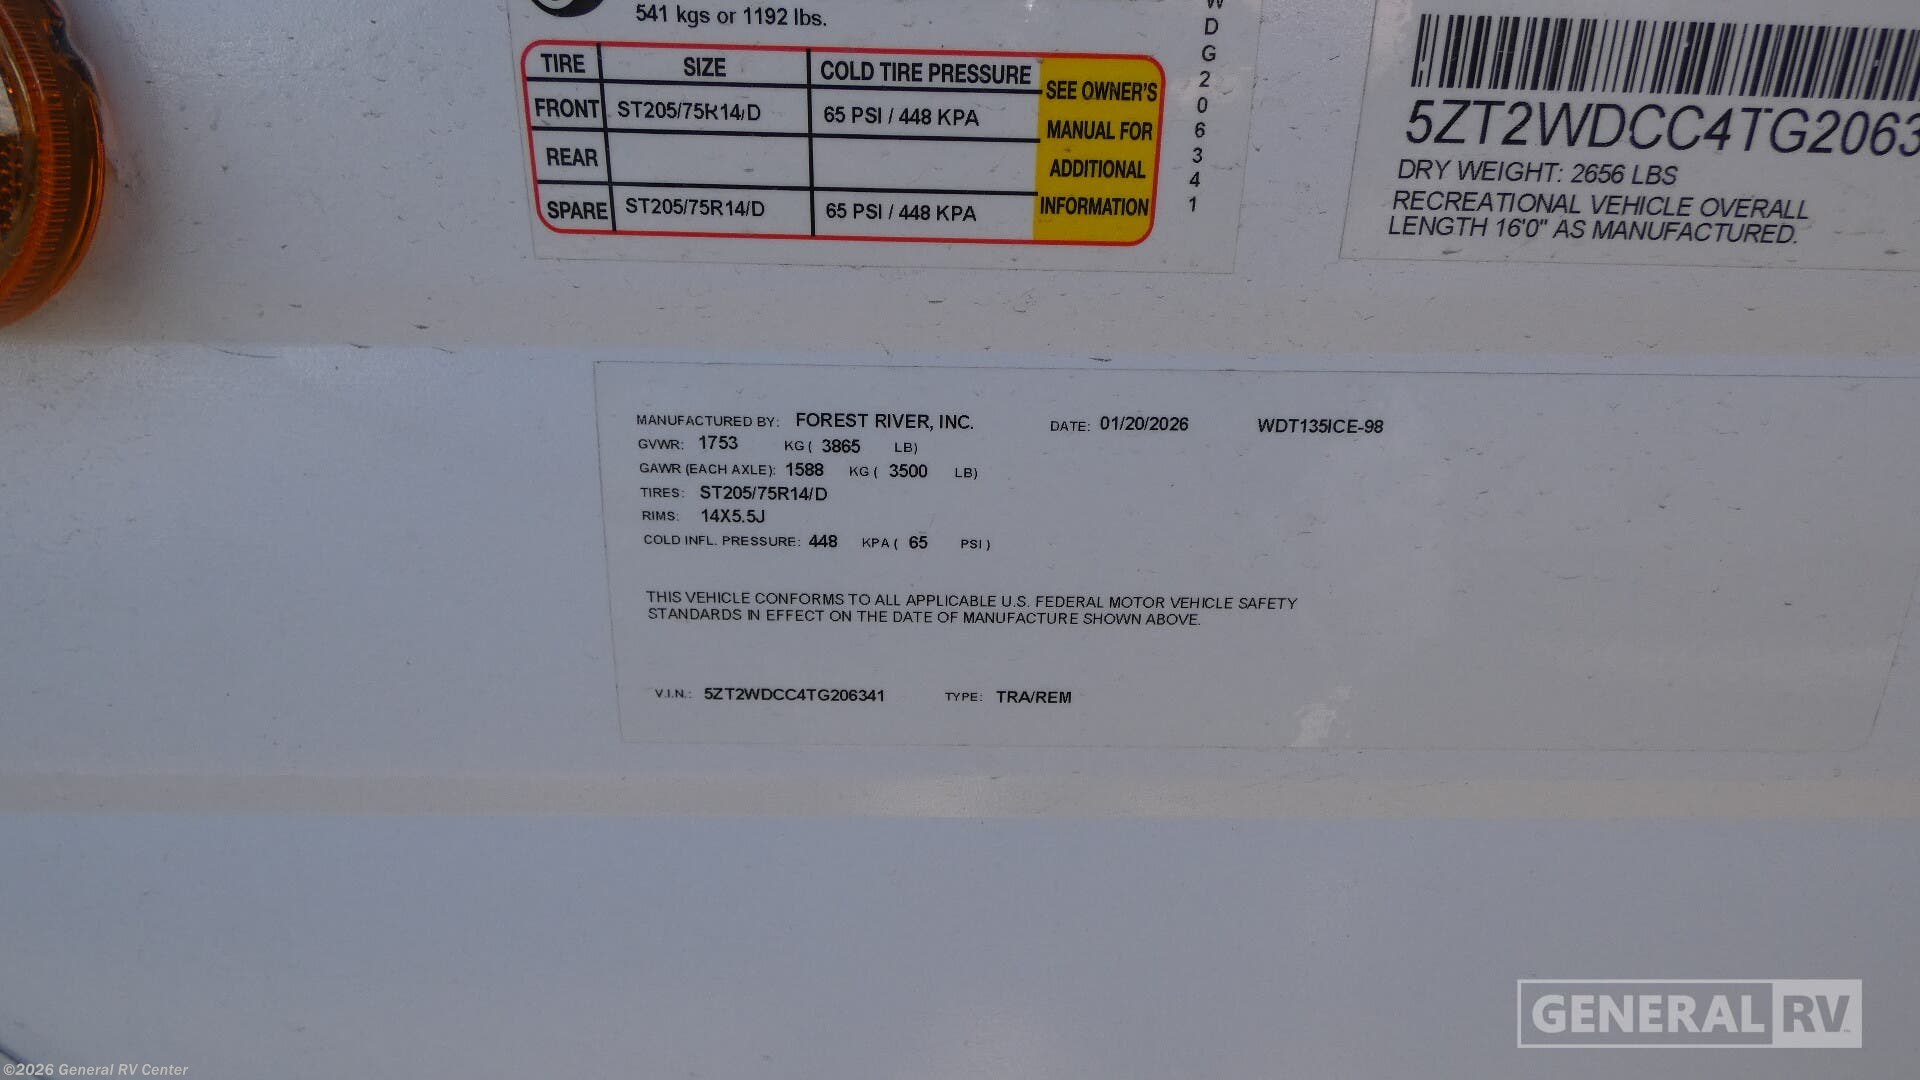 541 kgs or 1192 lbs.
TIRE SIZE COLD TIRE PRESSURE
FRONT ST205/75R14/D 65 PSI / 448 KPA
REAR
SPARE ST205/75R14/D 65 PSI / 448 KPA
SEE OWNER'S
MANUAL FOR
ADDITIONAL
INFORMATION
W
D
G
2
0
6
3
4
1
5ZT2WDCC4TG2063
DRY WEIGHT: 2656 LBS
RECREATIONAL VEHICLE OVERALL
LENGTH 16'0" AS MANUFACTURED.
MANUFACTURED BY: FOREST RIVER, INC. DATE: 01/20/2026 WDT135ICE-98
GVWR: 1753 KG ( 3865 LB)
GAWR (EACH AXLE): 1588 KG ( 3500 LB)
TIRES: ST205/75R14/D
RIMS: 14X5.5J
COLD INFL. PRESSURE: 448 KPA ( 65 PSI )
THIS VEHICLE CONFORMS TO ALL APPLICABLE U.S. FEDERAL MOTOR VEHICLE SAFETY
STANDARDS IN EFFECT ON THE DATE OF MANUFACTURE SHOWN ABOVE.
V.I.N.: 5ZT2WDCC4TG206341 TYPE: TRA/REM
GENERAL RV
©2026 General RV Center